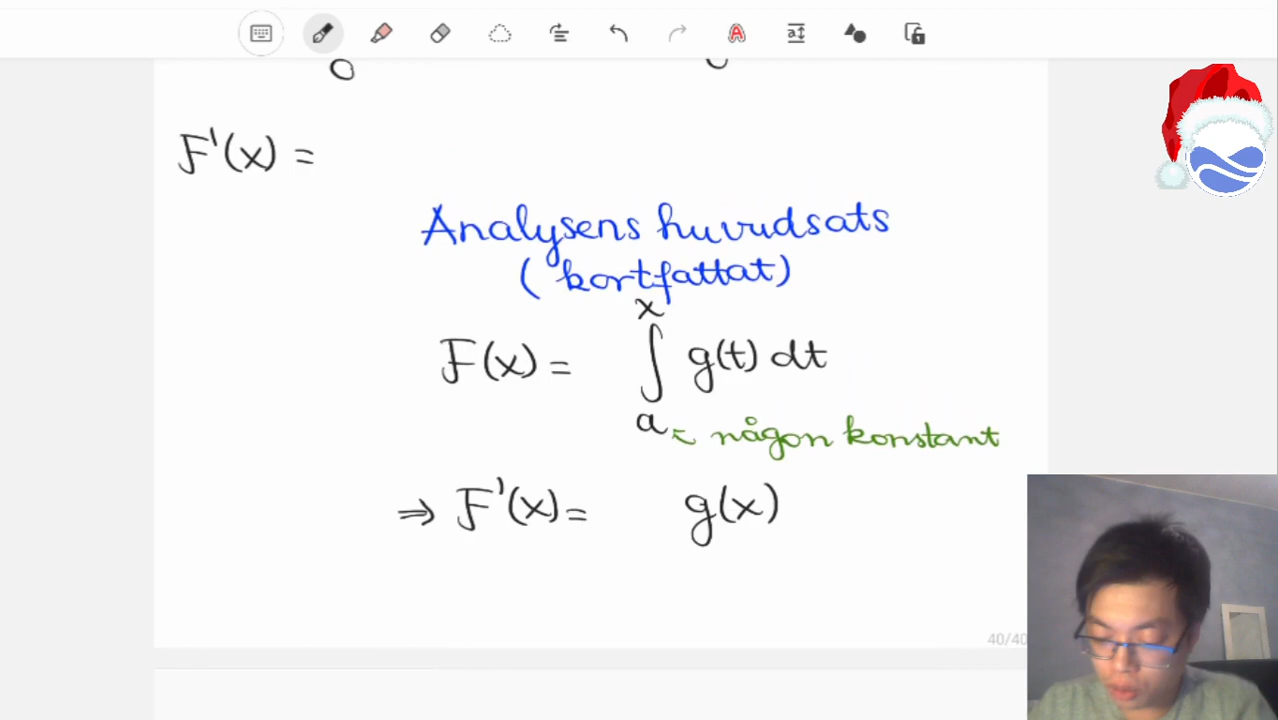 F'(x) =
Analysens huvudsats
(kortfattat)
F(x) = ∫ₐˣ g(t) dt
↖ någon konstant
⇒ F'(x) = g(x)
40/40